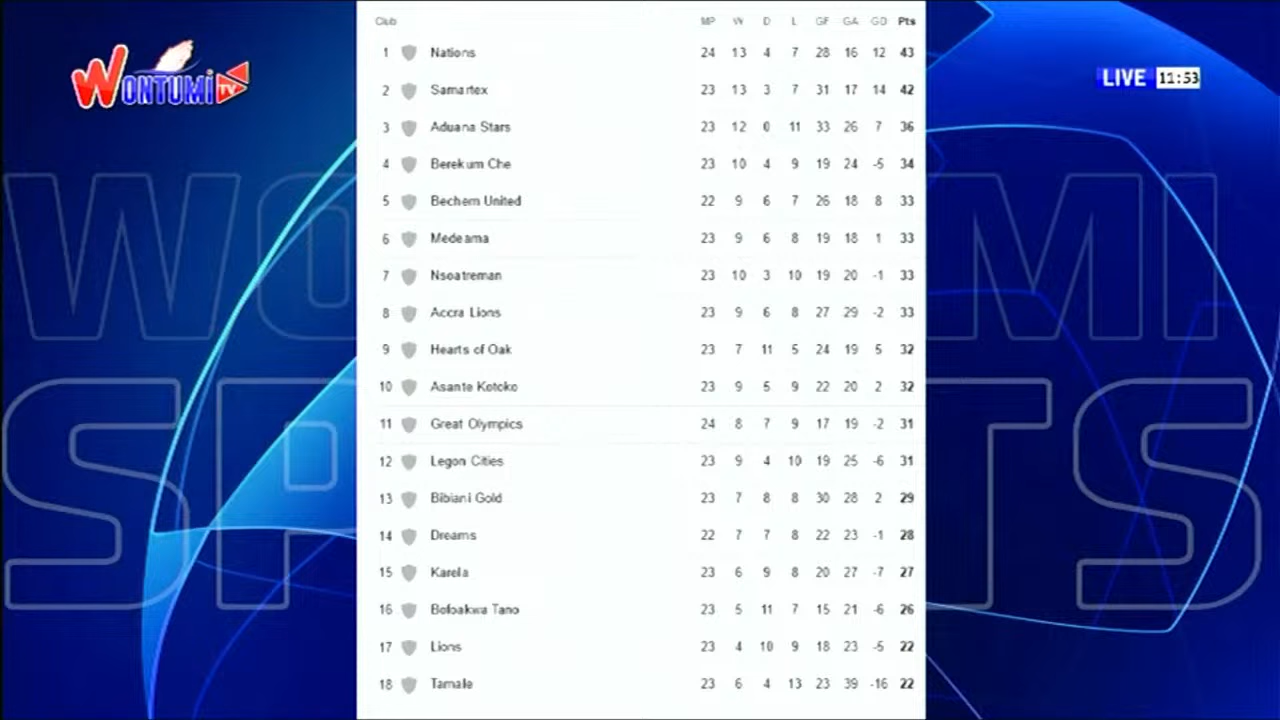 WONTUMI TV
LIVE 11:53
WONTUMI
SPORTS
Club MP W D L GF GA GD Pts
1 Nations 24 13 4 7 28 16 12 43
2 Samartex 23 13 3 7 31 17 14 42
3 Aduana Stars 23 12 0 11 33 26 7 36
4 Berekum Che 23 10 4 9 19 24 -5 34
5 Bechem United 22 9 6 7 26 18 8 33
6 Medeama 23 9 6 8 19 18 1 33
7 Nsoatreman 23 10 3 10 19 20 -1 33
8 Accra Lions 23 9 6 8 27 29 -2 33
9 Hearts of Oak 23 7 11 5 24 19 5 32
10 Asante Kotoko 23 9 5 9 22 20 2 32
11 Great Olympics 24 8 7 9 17 19 -2 31
12 Legon Cities 23 9 4 10 19 25 -6 31
13 Bibiani Gold 23 7 8 8 30 28 2 29
14 Dreams 22 7 7 8 22 23 -1 28
15 Karela 23 6 9 8 20 27 -7 27
16 Bofoakwa Tano 23 5 11 7 15 21 -6 26
17 Lions 23 4 10 9 18 23 -5 22
18 Tamale 23 6 4 13 23 39 -16 22